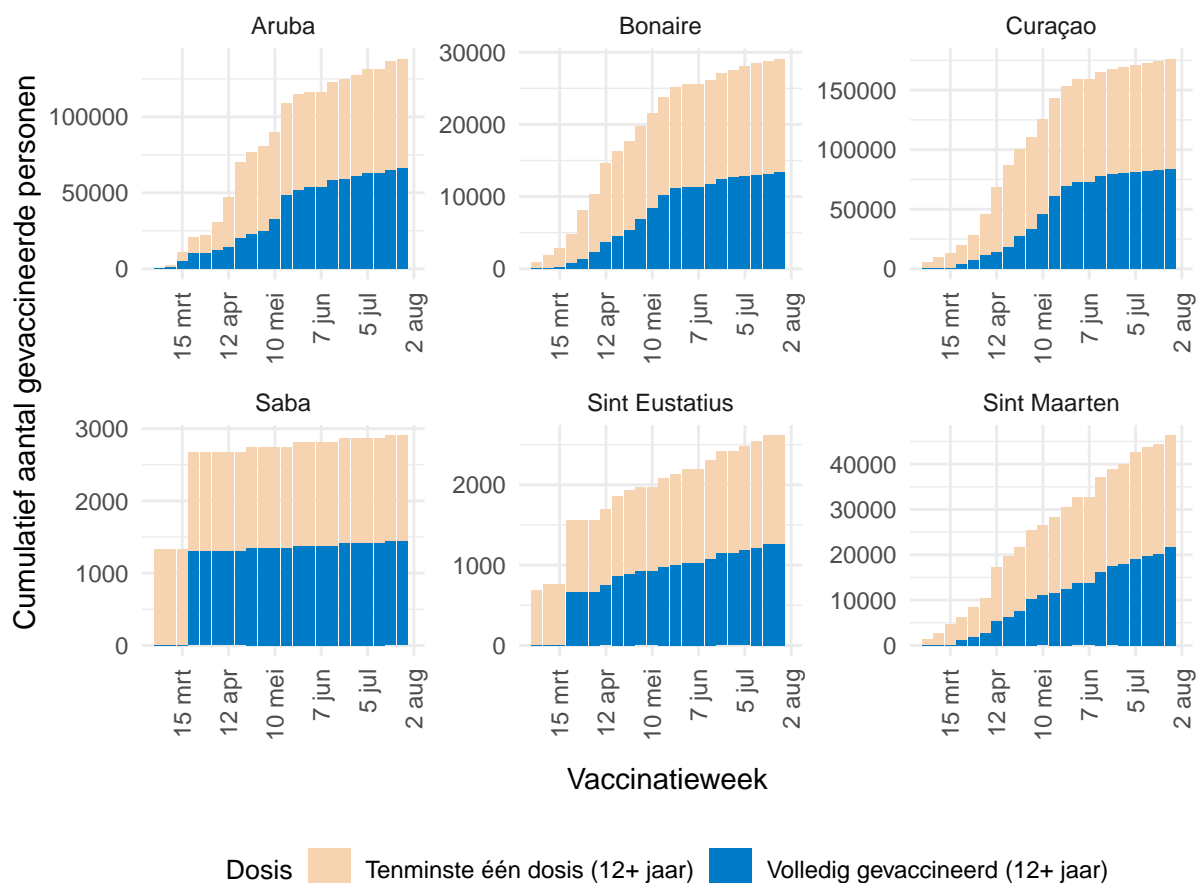 Aruba
Bonaire
Curaçao
Cumulatief aantal gevaccineerde personen
100000
50000
0
15 mrt
12 apr
10 mei
7 jun
5 jul
2 aug
30000
20000
10000
0
15 mrt
12 apr
10 mei
7 jun
5 jul
2 aug
150000
100000
50000
0
15 mrt
12 apr
10 mei
7 jun
5 jul
2 aug
Saba
Sint Eustatius
Sint Maarten
3000
2000
1000
0
15 mrt
12 apr
10 mei
7 jun
5 jul
2 aug
2000
1000
0
15 mrt
12 apr
10 mei
7 jun
5 jul
2 aug
40000
30000
20000
10000
0
15 mrt
12 apr
10 mei
7 jun
5 jul
2 aug
Vaccinatieweek
Dosis Tenminste één dosis (12+ jaar) Volledig gevaccineerd (12+ jaar)